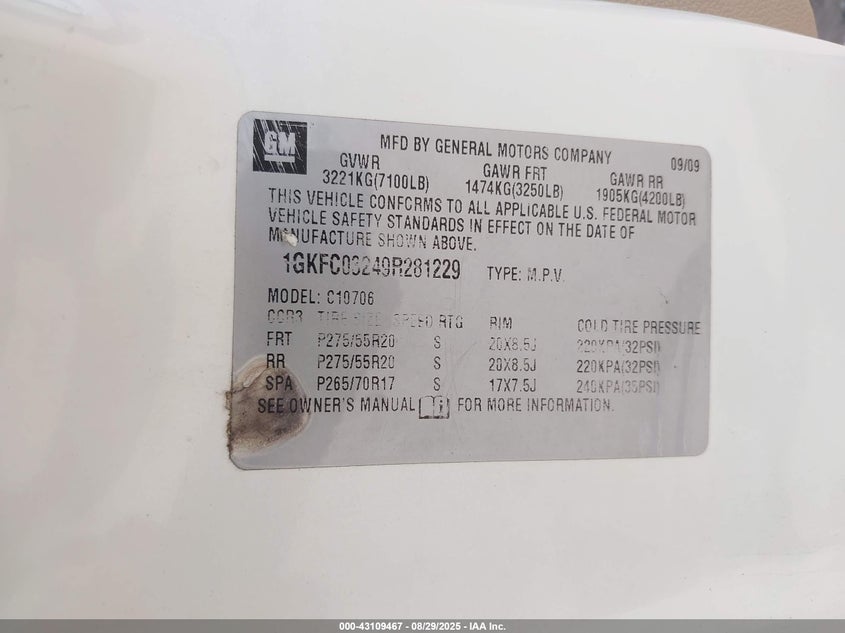 GM
MFD BY GENERAL MOTORS COMPANY 09/09
GVWR GAWR FRT GAWR RR
3221KG(7100LB) 1474KG(3250LB) 1905KG(4200LB)
THIS VEHICLE CONFORMS TO ALL APPLICABLE U.S. FEDERAL MOTOR
VEHICLE SAFETY STANDARDS IN EFFECT ON THE DATE OF
MANUFACTURE SHOWN ABOVE.
1GKFC03249R281229 TYPE: M.P.V.
MODEL: C10706
TIRE SIZE SPEED RTG RIM COLD TIRE PRESSURE
FRT P275/55R20 S 20X8.5J 220KPA(32PSI)
RR P275/55R20 S 20X8.5J 220KPA(32PSI)
SPA P265/70R17 S 17X7.5J 240KPA(35PSI)
SEE OWNER'S MANUAL FOR MORE INFORMATION.
000-43109467 - 08/29/2025 - IAA Inc.